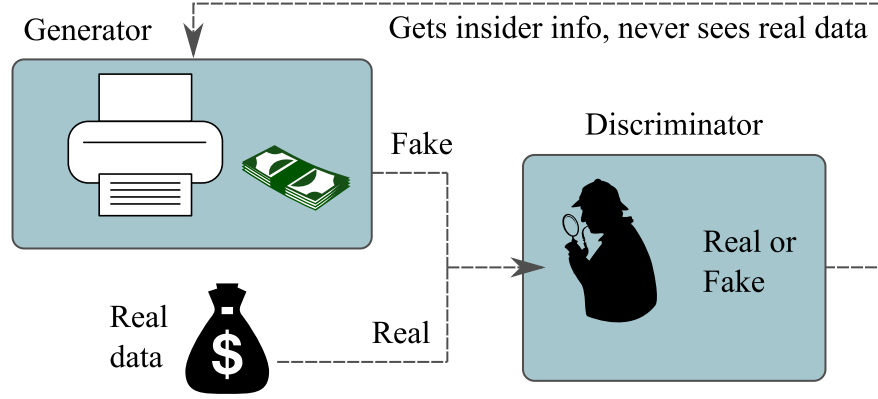 Generator
Gets insider info, never sees real data
Fake
Discriminator
Real or
Fake
Real
data
$
Real